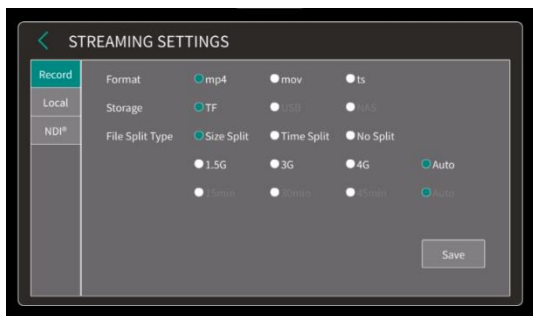 STREAMING SETTINGS
Record
Format mp4 mov ts
Local
Storage TF USB NAS
NDI®
File Split Type Size Split Time Split No Split
1.5G 3G 4G Auto
15min 30min 45min Auto
Save